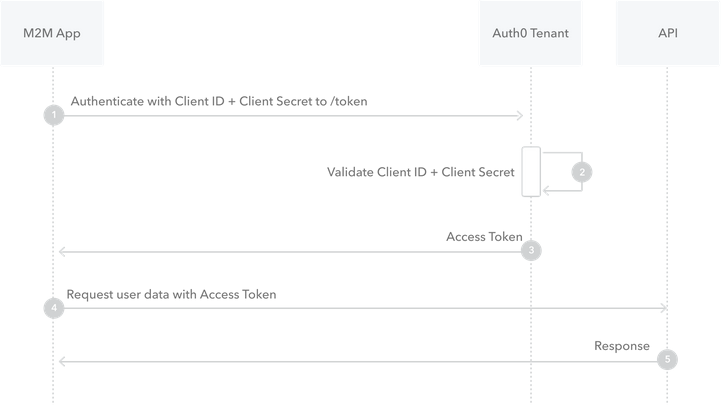 M2M App
Auth0 Tenant
API
Authenticate with Client ID + Client Secret to /token
1
Validate Client ID + Client Secret
2
Access Token
3
Request user data with Access Token
4
Response
5